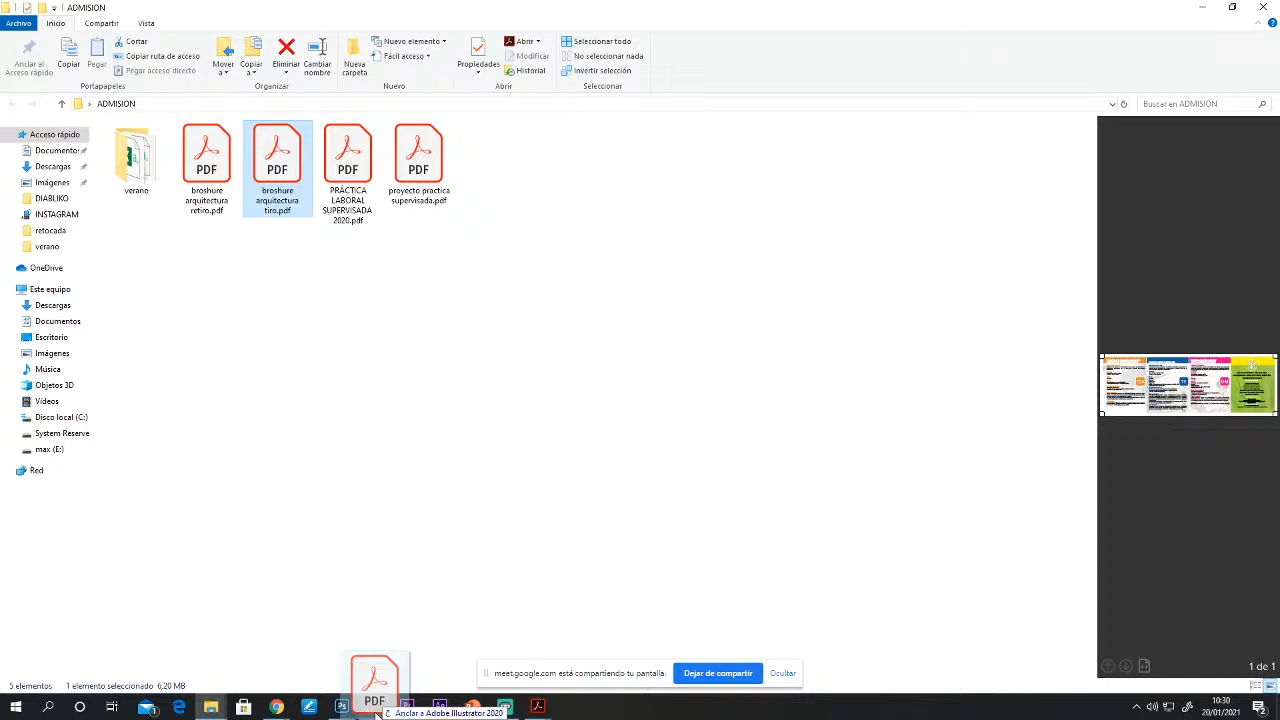 ADMISION
Archivo
Inicio
Compartir
Vista
Anclar al
Acceso rápido
Copiar
Pegar
Cortar
Copiar ruta de acceso
Pegar acceso directo
Portapapeles
Mover
a
Copiar
a
Eliminar
Cambiar
nombre
Organizar
Nueva
carpeta
Nuevo elemento
Fácil acceso
Nuevo
Propiedades
Abrir
Modificar
Historial
Abrir
Seleccionar todo
No seleccionar nada
Invertir selección
Seleccionar
ADMISION
Buscar en ADMISION
Acceso rápido
Documentos
Descargas
Imágenes
DIABLIKO
INSTAGRAM
retocada
verano
OneDrive
Este equipo
Descargas
Documentos
Escritorio
Imágenes
Música
Objetos 3D
Vídeos
Disco local (C:)
System Reserve
max (E:)
Red
verano
PDF
broshure
arquitectura
retiro.pdf
PDF
broshure
arquitectura
tiro.pdf
PDF
PRÁCTICA
LABORAL
SUPERVISADA
2020.pdf
PDF
proyecto practica
supervisada.pdf
1 de 1
meet.google.com está compartiendo tu pantalla.
Dejar de compartir
Ocultar
5 elementos
1 elemento seleccionado 6,20 MB
PDF
Anclar a Adobe Illustrator 2020
Ps
10:30
20/01/2021
2